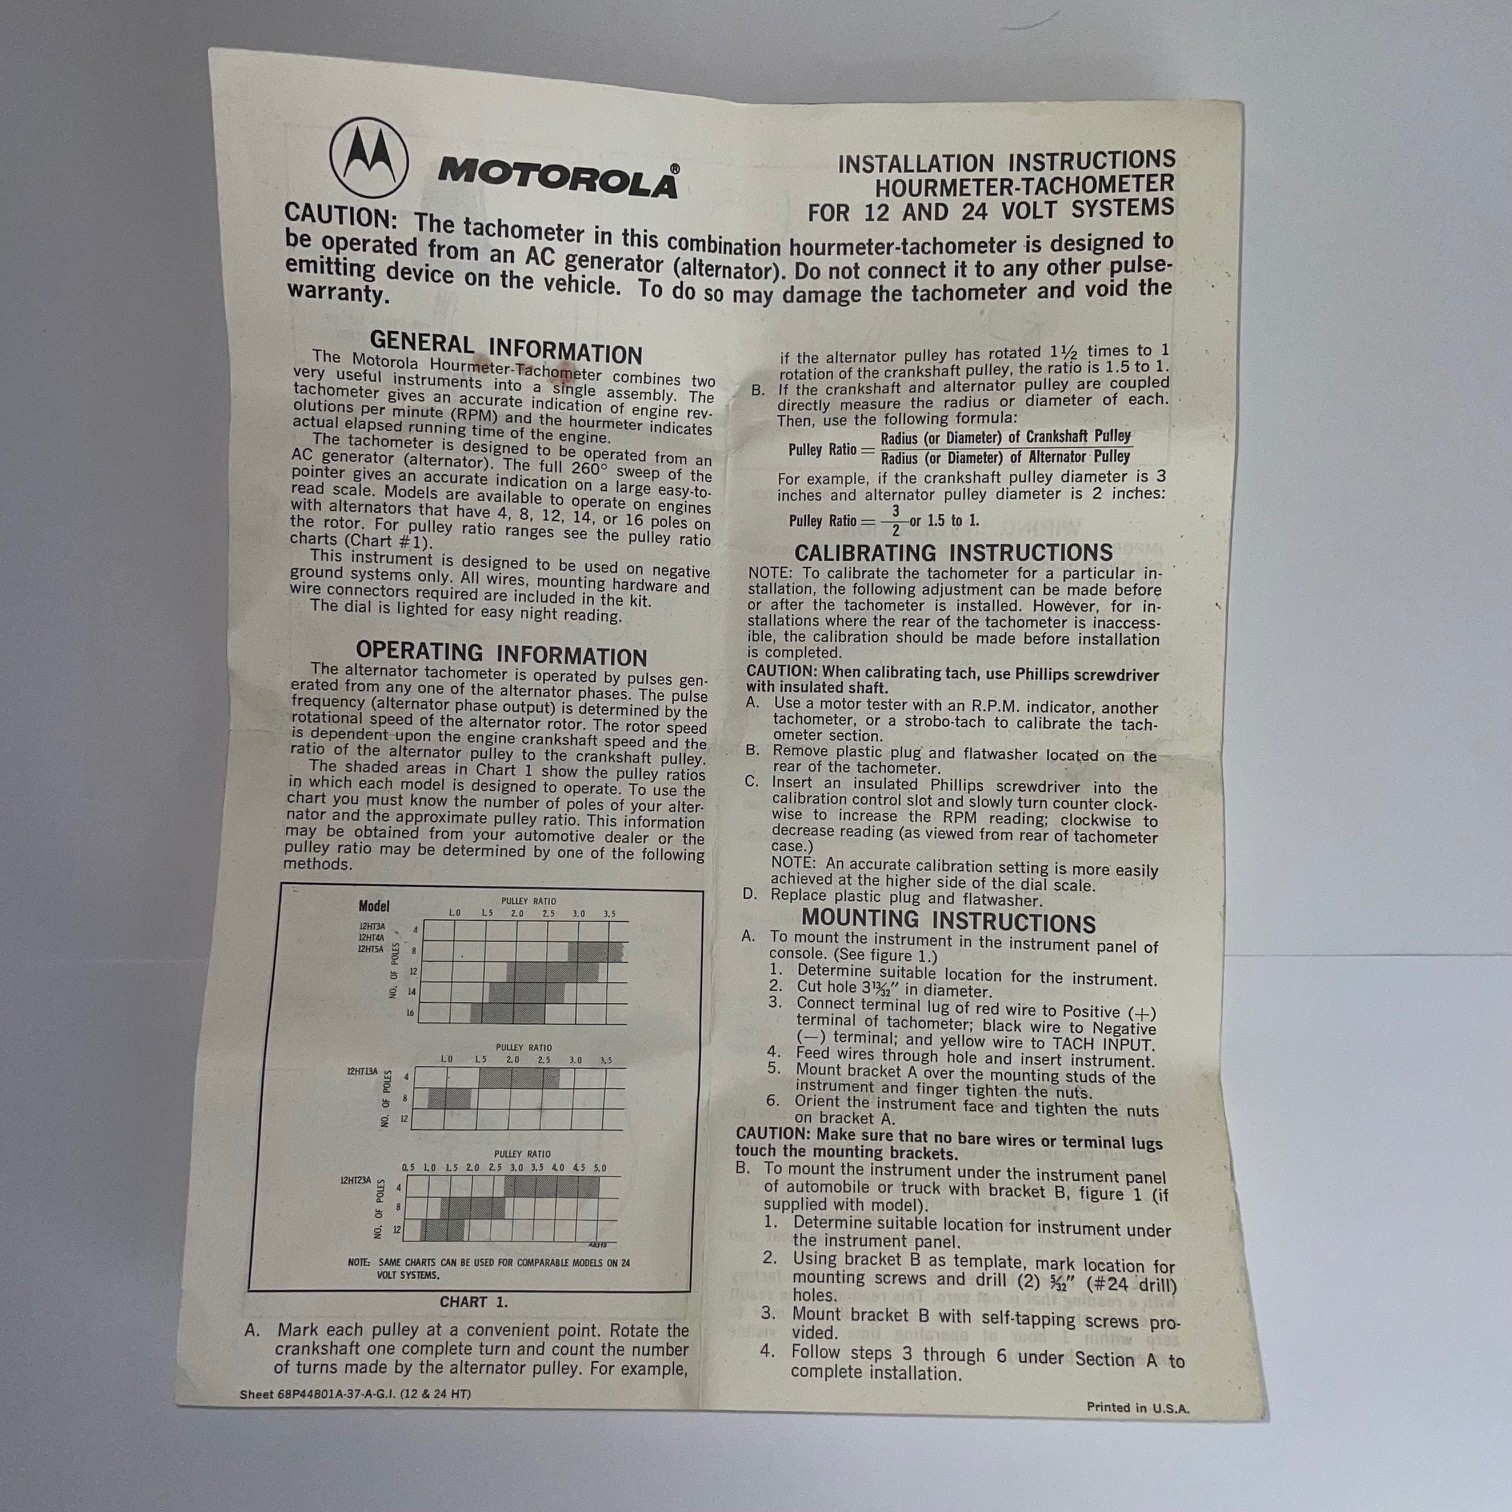 MOTOROLA®
INSTALLATION INSTRUCTIONS
HOURMETER-TACHOMETER
FOR 12 AND 24 VOLT SYSTEMS
CAUTION: The tachometer in this combination hourmeter-tachometer is designed to
be operated from an AC generator (alternator). Do not connect it to any other pulse-
emitting device on the vehicle. To do so may damage the tachometer and void the
warranty.
GENERAL INFORMATION
The Motorola Hourmeter-Tachometer combines two
very useful instruments into a single assembly. The
tachometer gives an accurate indication of engine rev-
olutions per minute (RPM) and the hourmeter indicates
actual elapsed running time of the engine.
The tachometer is designed to be operated from an
AC generator (alternator). The full 260° sweep of the
pointer gives an accurate indication on a large easy-to-
read scale. Models are available to operate on engines
with alternators that have 4, 8, 12, 14, or 16 poles on
the rotor. For pulley ratio ranges see the pulley ratio
charts (Chart #1).
This instrument is designed to be used on negative
ground systems only. All wires, mounting hardware and
wire connectors required are included in the kit.
The dial is lighted for easy night reading.
OPERATING INFORMATION
The alternator tachometer is operated by pulses gen-
erated from any one of the alternator phases. The pulse
frequency (alternator phase output) is determined by the
rotational speed of the alternator rotor. The rotor speed
is dependent upon the engine crankshaft speed and the
ratio of the alternator pulley to the crankshaft pulley.
The shaded areas in Chart 1 show the pulley ratios
in which each model is designed to operate. To use the
chart you must know the number of poles of your alter-
nator and the approximate pulley ratio. This information
may be obtained from your automotive dealer or the
pulley ratio may be determined by one of the following
methods.
Model
PULLEY RATIO
1.0 1.5 2.0 2.5 3.0 3.5
12HT3A
12HT4A
12HT5A
NO. OF POLES
4
8
12
14
16
PULLEY RATIO
1.0 1.5 2.0 2.5 3.0 3.5
12HT13A
NO. OF POLES
4
8
12
PULLEY RATIO
0.5 1.0 1.5 2.0 2.5 3.0 3.5 4.0 4.5 5.0
12HT23A
NO. OF POLES
4
8
12
NOTE: SAME CHARTS CAN BE USED FOR COMPARABLE MODELS ON 24
VOLT SYSTEMS.
CHART 1.
A. Mark each pulley at a convenient point. Rotate the
crankshaft one complete turn and count the number
of turns made by the alternator pulley. For example,
Sheet 68P44801A-37-A-G.I. (12 & 24 HT)
if the alternator pulley has rotated 1½ times to 1
rotation of the crankshaft pulley, the ratio is 1.5 to 1.
B. If the crankshaft and alternator pulley are coupled
directly measure the radius or diameter of each.
Then, use the following formula:
Pulley Ratio = Radius (or Diameter) of Crankshaft Pulley
Radius (or Diameter) of Alternator Pulley
For example, if the crankshaft pulley diameter is 3
inches and alternator pulley diameter is 2 inches:
Pulley Ratio = 3/2 or 1.5 to 1.
CALIBRATING INSTRUCTIONS
NOTE: To calibrate the tachometer for a particular in-
stallation, the following adjustment can be made before
or after the tachometer is installed. However, for in-
stallations where the rear of the tachometer is inaccess-
ible, the calibration should be made before installation
is completed.
CAUTION: When calibrating tach, use Phillips screwdriver
with insulated shaft.
A. Use a motor tester with an R.P.M. indicator, another
tachometer, or a strobo-tach to calibrate the tach-
ometer section.
B. Remove plastic plug and flatwasher located on the
rear of the tachometer.
C. Insert an insulated Phillips screwdriver into the
calibration control slot and slowly turn counter clock-
wise to increase the RPM reading; clockwise to
decrease reading (as viewed from rear of tachometer
case.)
NOTE: An accurate calibration setting is more easily
achieved at the higher side of the dial scale.
D. Replace plastic plug and flatwasher.
MOUNTING INSTRUCTIONS
A. To mount the instrument in the instrument panel of
console. (See figure 1.)
1. Determine suitable location for the instrument.
2. Cut hole 3 13/32" in diameter.
3. Connect terminal lug of red wire to Positive (+)
terminal of tachometer; black wire to Negative
(—) terminal; and yellow wire to TACH INPUT.
4. Feed wires through hole and insert instrument.
5. Mount bracket A over the mounting studs of the
instrument and finger tighten the nuts.
6. Orient the instrument face and tighten the nuts
on bracket A.
CAUTION: Make sure that no bare wires or terminal lugs
touch the mounting brackets.
B. To mount the instrument under the instrument panel
of automobile or truck with bracket B, figure 1 (if
supplied with model).
1. Determine suitable location for instrument under
the instrument panel.
2. Using bracket B as template, mark location for
mounting screws and drill (2) 5/32" (#24 drill)
holes.
3. Mount bracket B with self-tapping screws pro-
vided.
4. Follow steps 3 through 6 under Section A to
complete installation.
Printed in U.S.A.